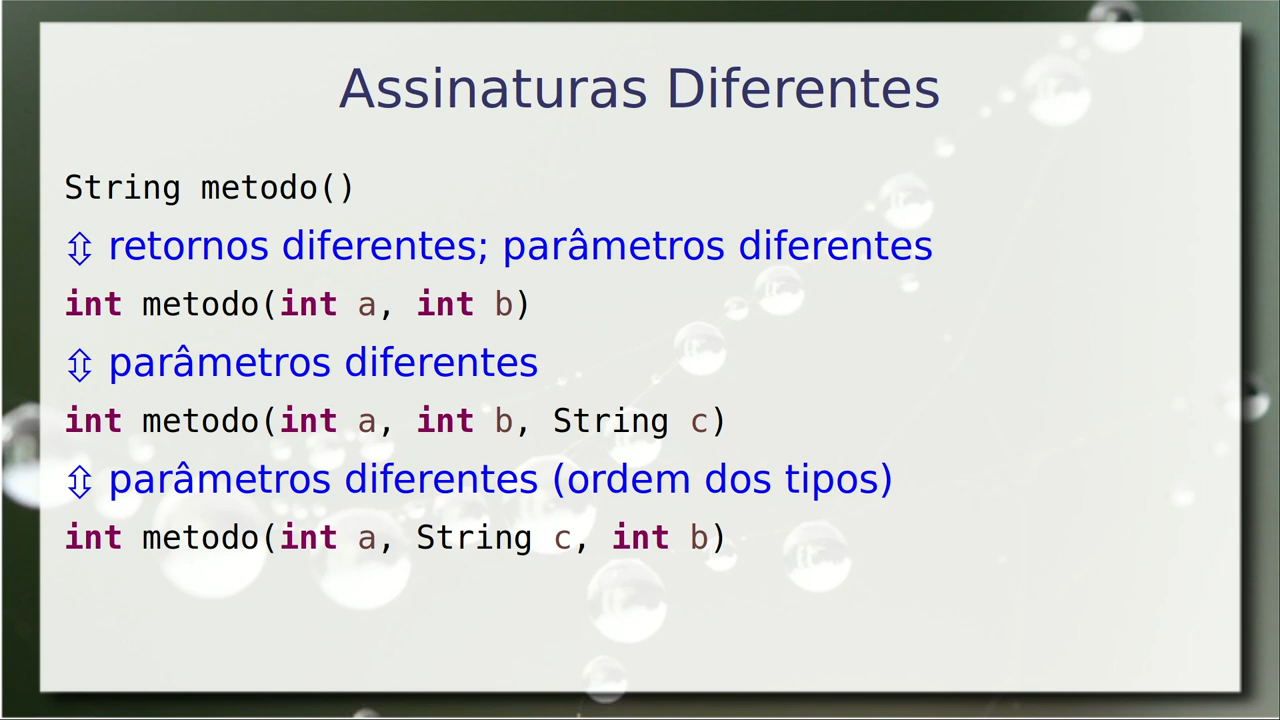 Assinaturas Diferentes
String metodo()
⇳ retornos diferentes; parâmetros diferentes
int metodo(int a, int b)
⇳ parâmetros diferentes
int metodo(int a, int b, String c)
⇳ parâmetros diferentes (ordem dos tipos)
int metodo(int a, String c, int b)